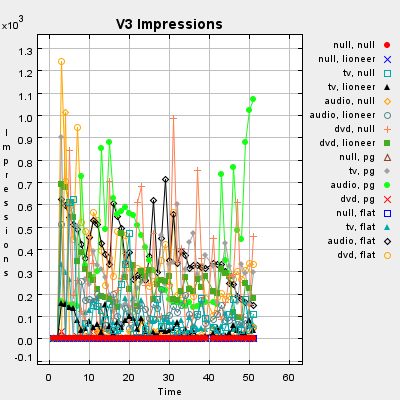 V3 Impressions
x10³
Impressions
1.3
1.2
1.1
1.0
0.9
0.8
0.7
0.6
0.5
0.4
0.3
0.2
0.1
0.0
-0.1
0 10 20 30 40 50 60
Time
null, null
null, lioneer
tv, null
tv, lioneer
audio, null
audio, lioneer
dvd, null
dvd, lioneer
null, pg
tv, pg
audio, pg
dvd, pg
null, flat
tv, flat
audio, flat
dvd, flat